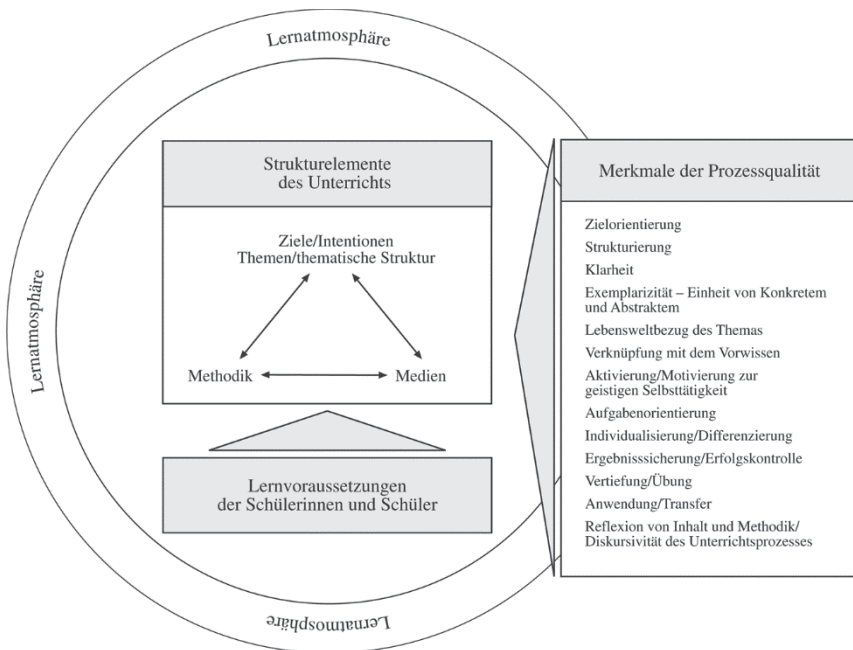 Lernatmosphäre
Lernatmosphäre
Strukturelemente
des Unterrichts
Ziele/Intentionen
Themen/thematische Struktur
Methodik
Medien
Lernvoraussetzungen
der Schülerinnen und Schüler
Lernatmosphäre
Merkmale der Prozessqualität
Zielorientierung
Strukturierung
Klarheit
Exemplarizität – Einheit von Konkretem
und Abstraktem
Lebensweltbezug des Themas
Verknüpfung mit dem Vorwissen
Aktivierung/Motivierung zur
geistigen Selbsttätigkeit
Aufgabenorientierung
Individualisierung/Differenzierung
Ergebnisssicherung/Erfolgskontrolle
Vertiefung/Übung
Anwendung/Transfer
Reflexion von Inhalt und Methodik/
Diskursivität des Unterrichtsprozesses